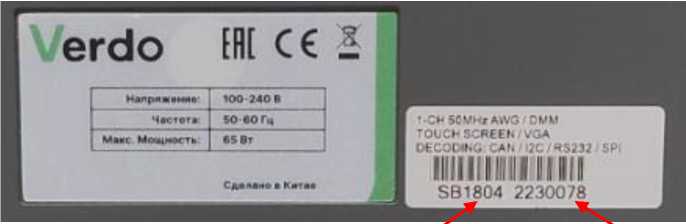 Verdo EAC CE
Напряжение: 100-240 В
Частота: 50-60 Гц
Макс. Мощность: 65 Вт
Сделано в Китае
1-CH 50MHz AWG / DMM
TOUCH SCREEN / VGA
DECODING: CAN / I2C / RS232 / SPI
SB1804 2230078